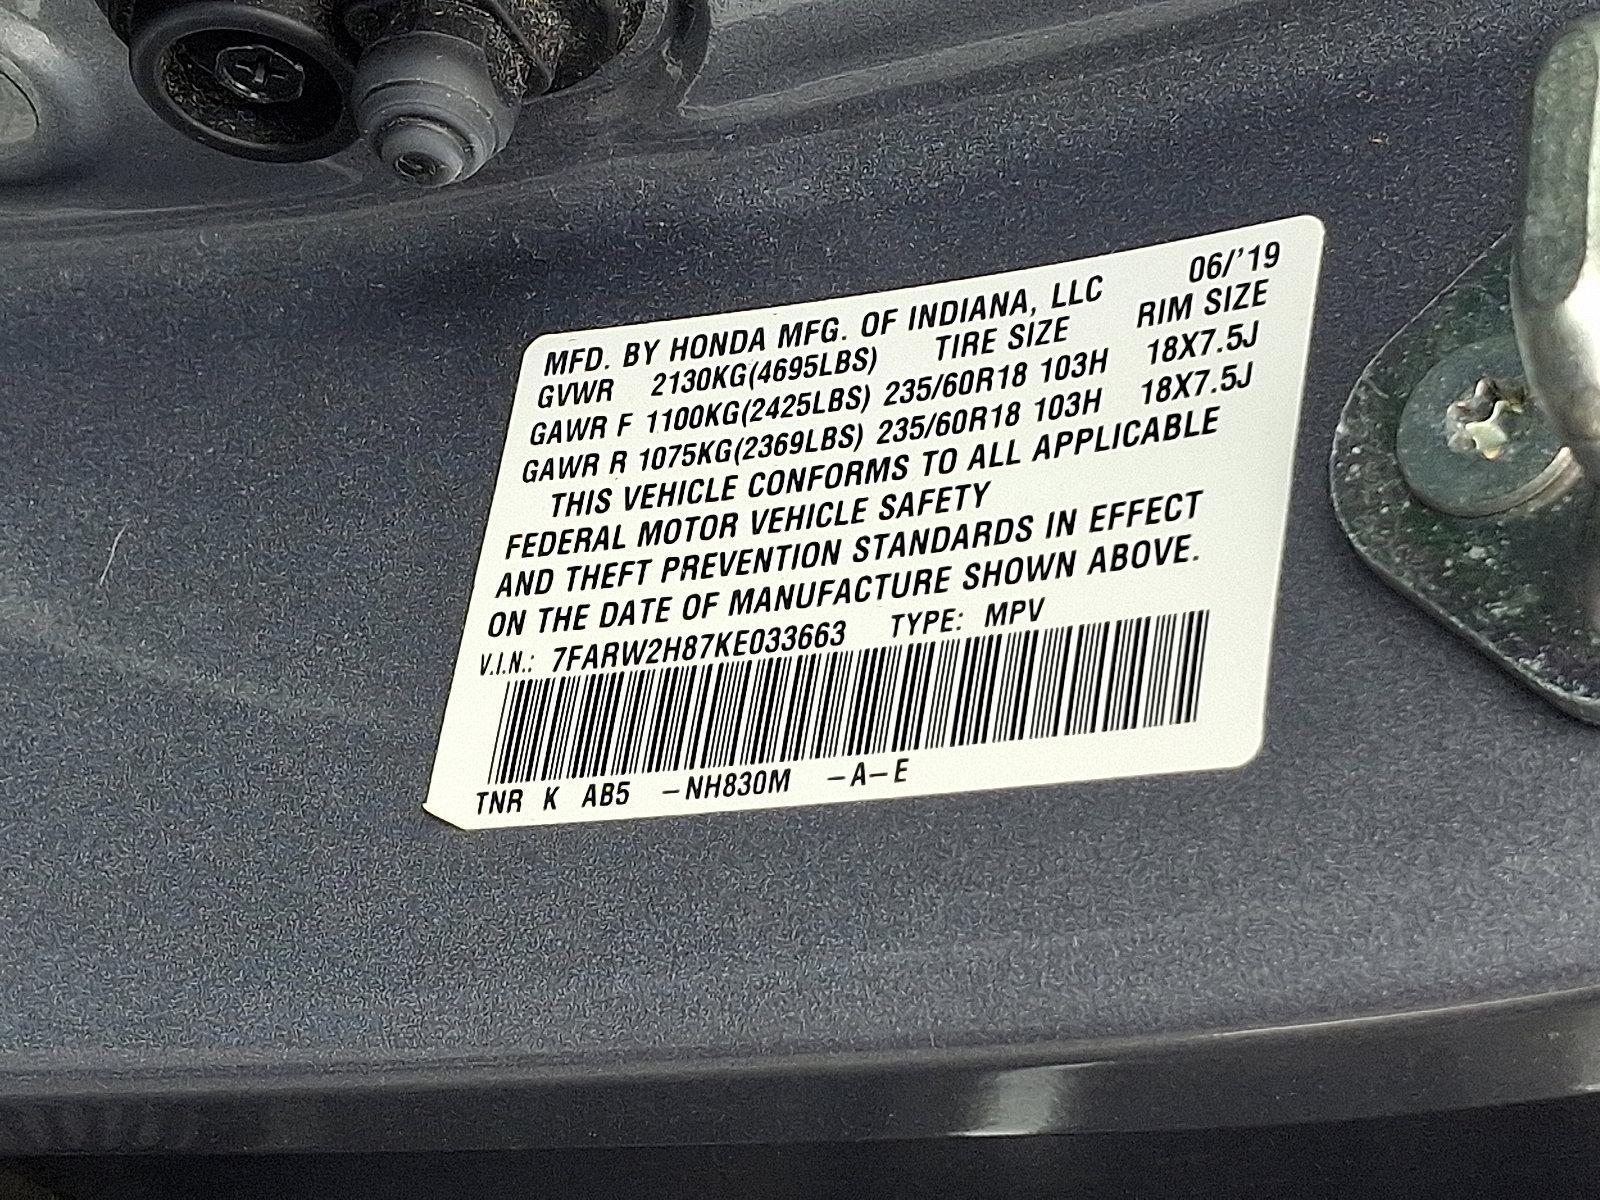 MFD. BY HONDA MFG. OF INDIANA, LLC 06/'19
GVWR 2130KG(4695LBS) TIRE SIZE RIM SIZE
GAWR F 1100KG(2425LBS) 235/60R18 103H 18X7.5J
GAWR R 1075KG(2369LBS) 235/60R18 103H 18X7.5J
THIS VEHICLE CONFORMS TO ALL APPLICABLE
FEDERAL MOTOR VEHICLE SAFETY
AND THEFT PREVENTION STANDARDS IN EFFECT
ON THE DATE OF MANUFACTURE SHOWN ABOVE.
V.I.N.: 7FARW2H87KE033663 TYPE: MPV
TNR K AB5 -NH830M -A-E